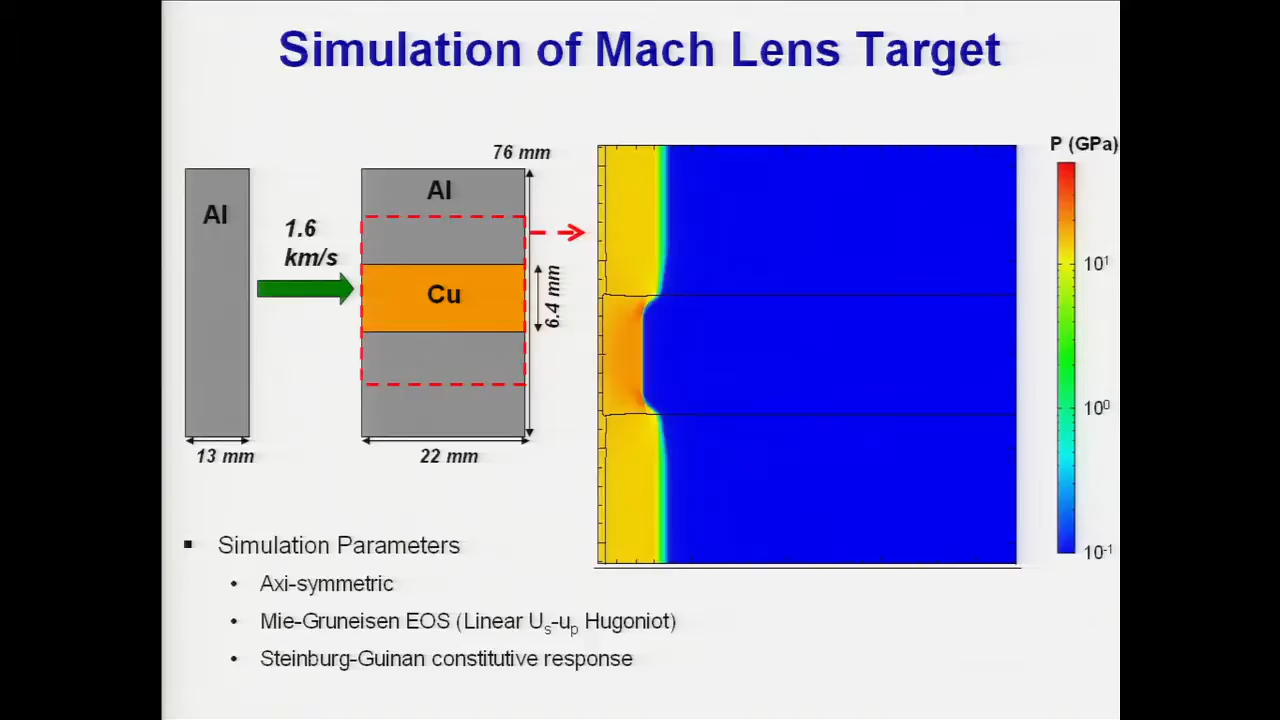 Simulation of Mach Lens Target
76 mm
P (GPa)
Al
Al
1.6
km/s
Cu
6.4 mm
10¹
10⁰
10⁻¹
13 mm
22 mm
▪ Simulation Parameters
• Axi-symmetric
• Mie-Gruneisen EOS (Linear Uₛ-uₚ Hugoniot)
• Steinburg-Guinan constitutive response